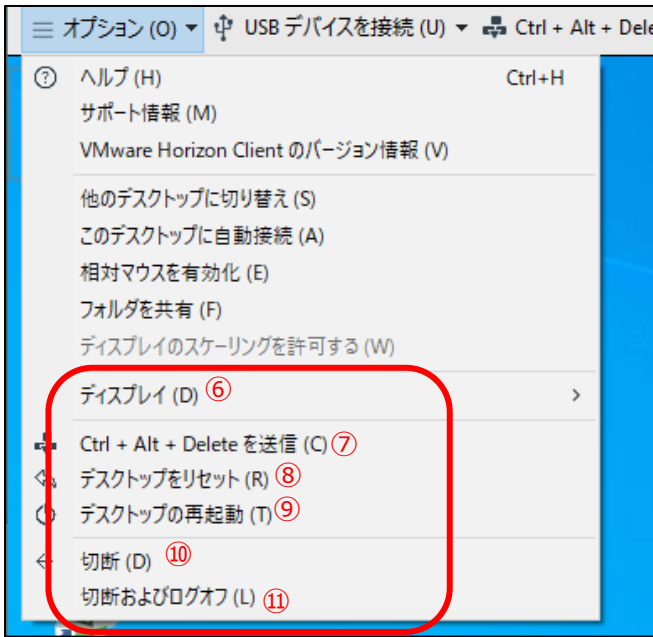 オプション (O) USB デバイスを接続 (U) Ctrl + Alt + Dele
ヘルプ (H) Ctrl+H
サポート情報 (M)
VMware Horizon Client のバージョン情報 (V)
他のデスクトップに切り替え (S)
このデスクトップに自動接続 (A)
相対マウスを有効化 (E)
フォルダを共有 (F)
ディスプレイのスケーリングを許可する (W)
ディスプレイ (D) ⑥
Ctrl + Alt + Delete を送信 (C) ⑦
デスクトップをリセット (R) ⑧
デスクトップの再起動 (T) ⑨
切断 (D) ⑩
切断およびログオフ (L) ⑪